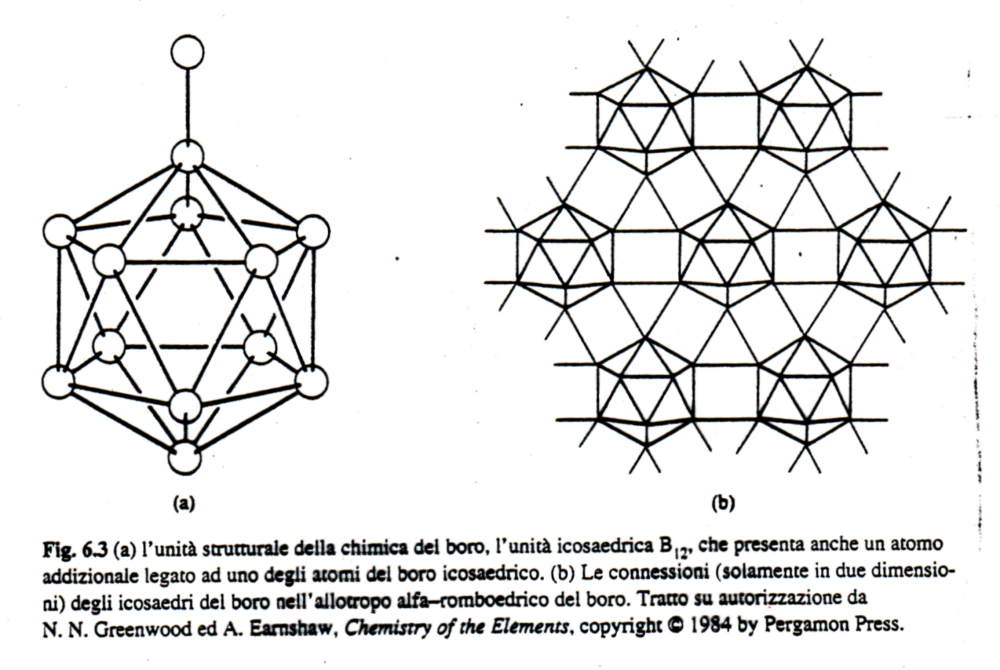 (a) (b)
Fig. 6.3 (a) l'unità strutturale della chimica del boro, l'unità icosaedrica B₁₂, che presenta anche un atomo
addizionale legato ad uno degli atomi del boro icosaedrico. (b) Le connessioni (solamente in due dimensio-
ni) degli icosaedri del boro nell'allotropo alfa–romboedrico del boro. Tratto su autorizzazione da
N. N. Greenwood ed A. Earnshaw, Chemistry of the Elements, copyright © 1984 by Pergamon Press.